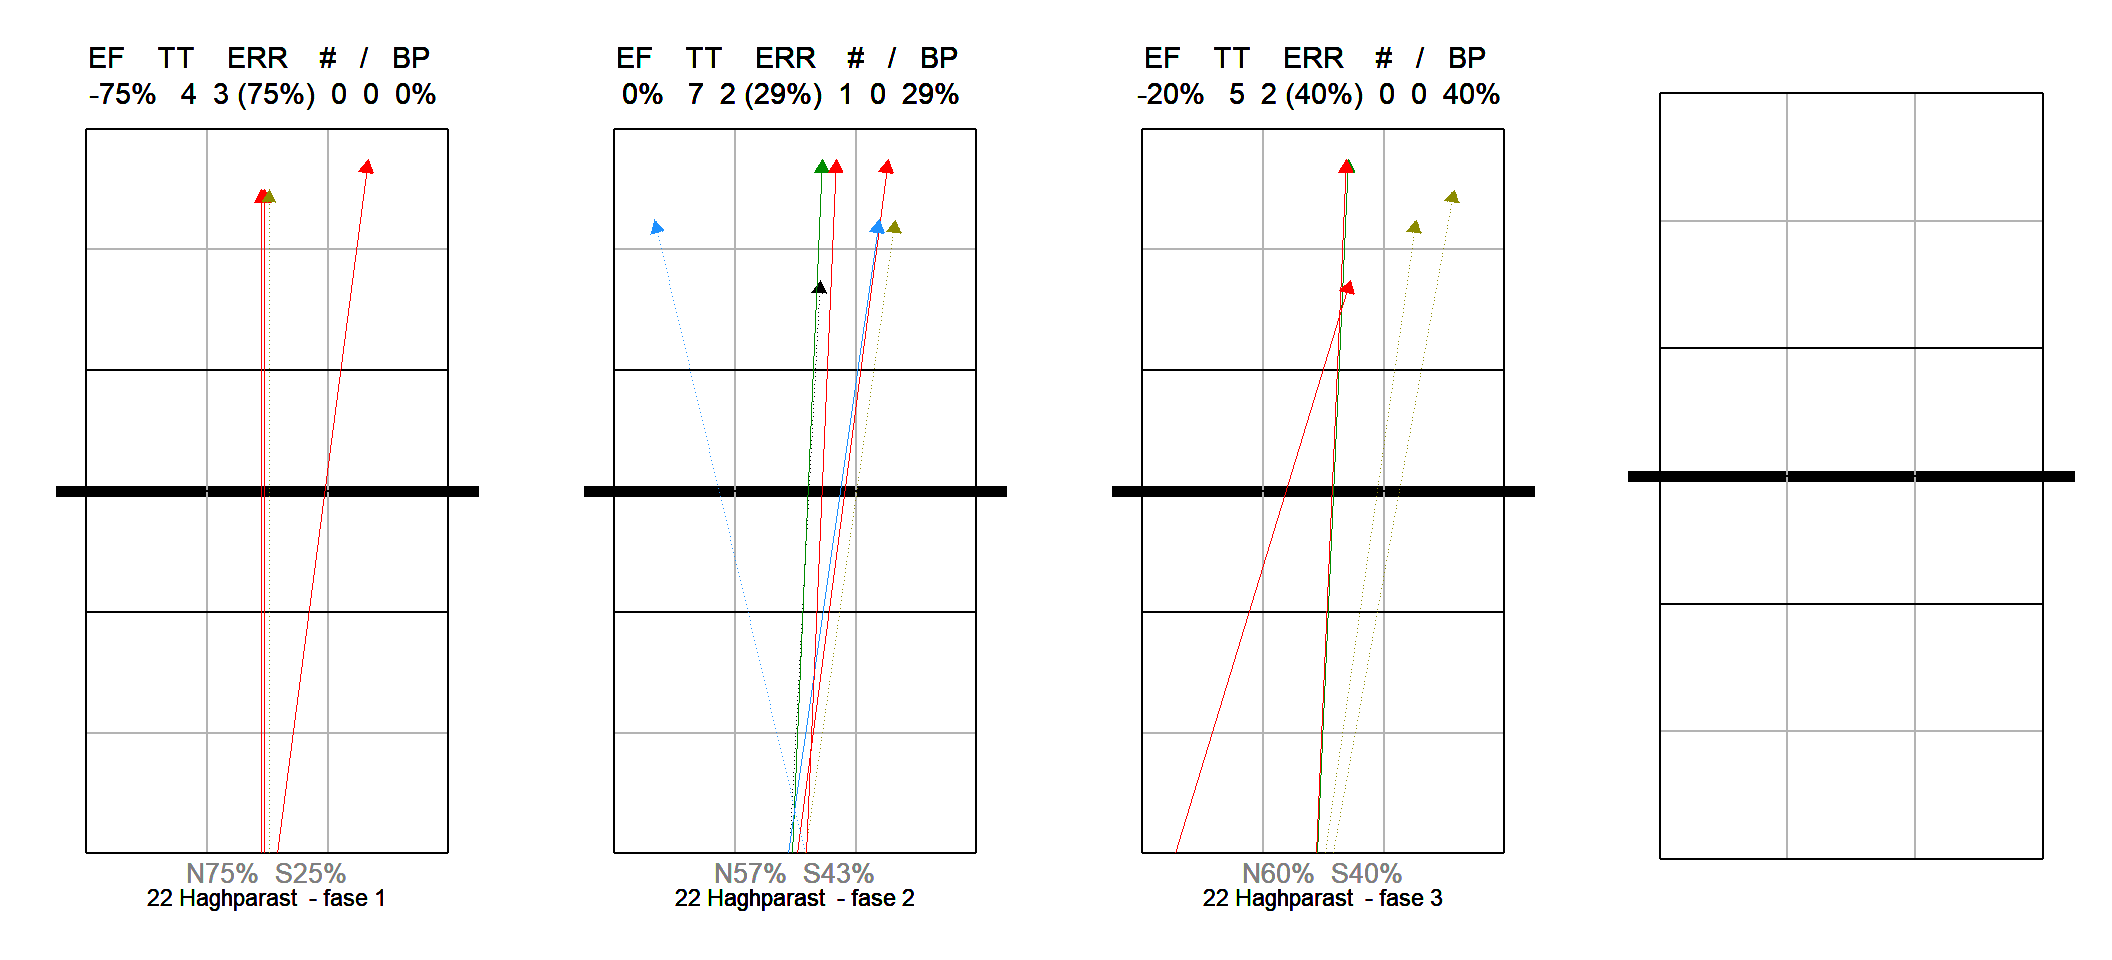 EF TT ERR # / BP
-75% 4 3 (75%) 0 0 0%
N75% S25%
22 Haghparast - fase 1
EF TT ERR # / BP
0% 7 2 (29%) 1 0 29%
N57% S43%
22 Haghparast - fase 2
EF TT ERR # / BP
-20% 5 2 (40%) 0 0 40%
N60% S40%
22 Haghparast - fase 3